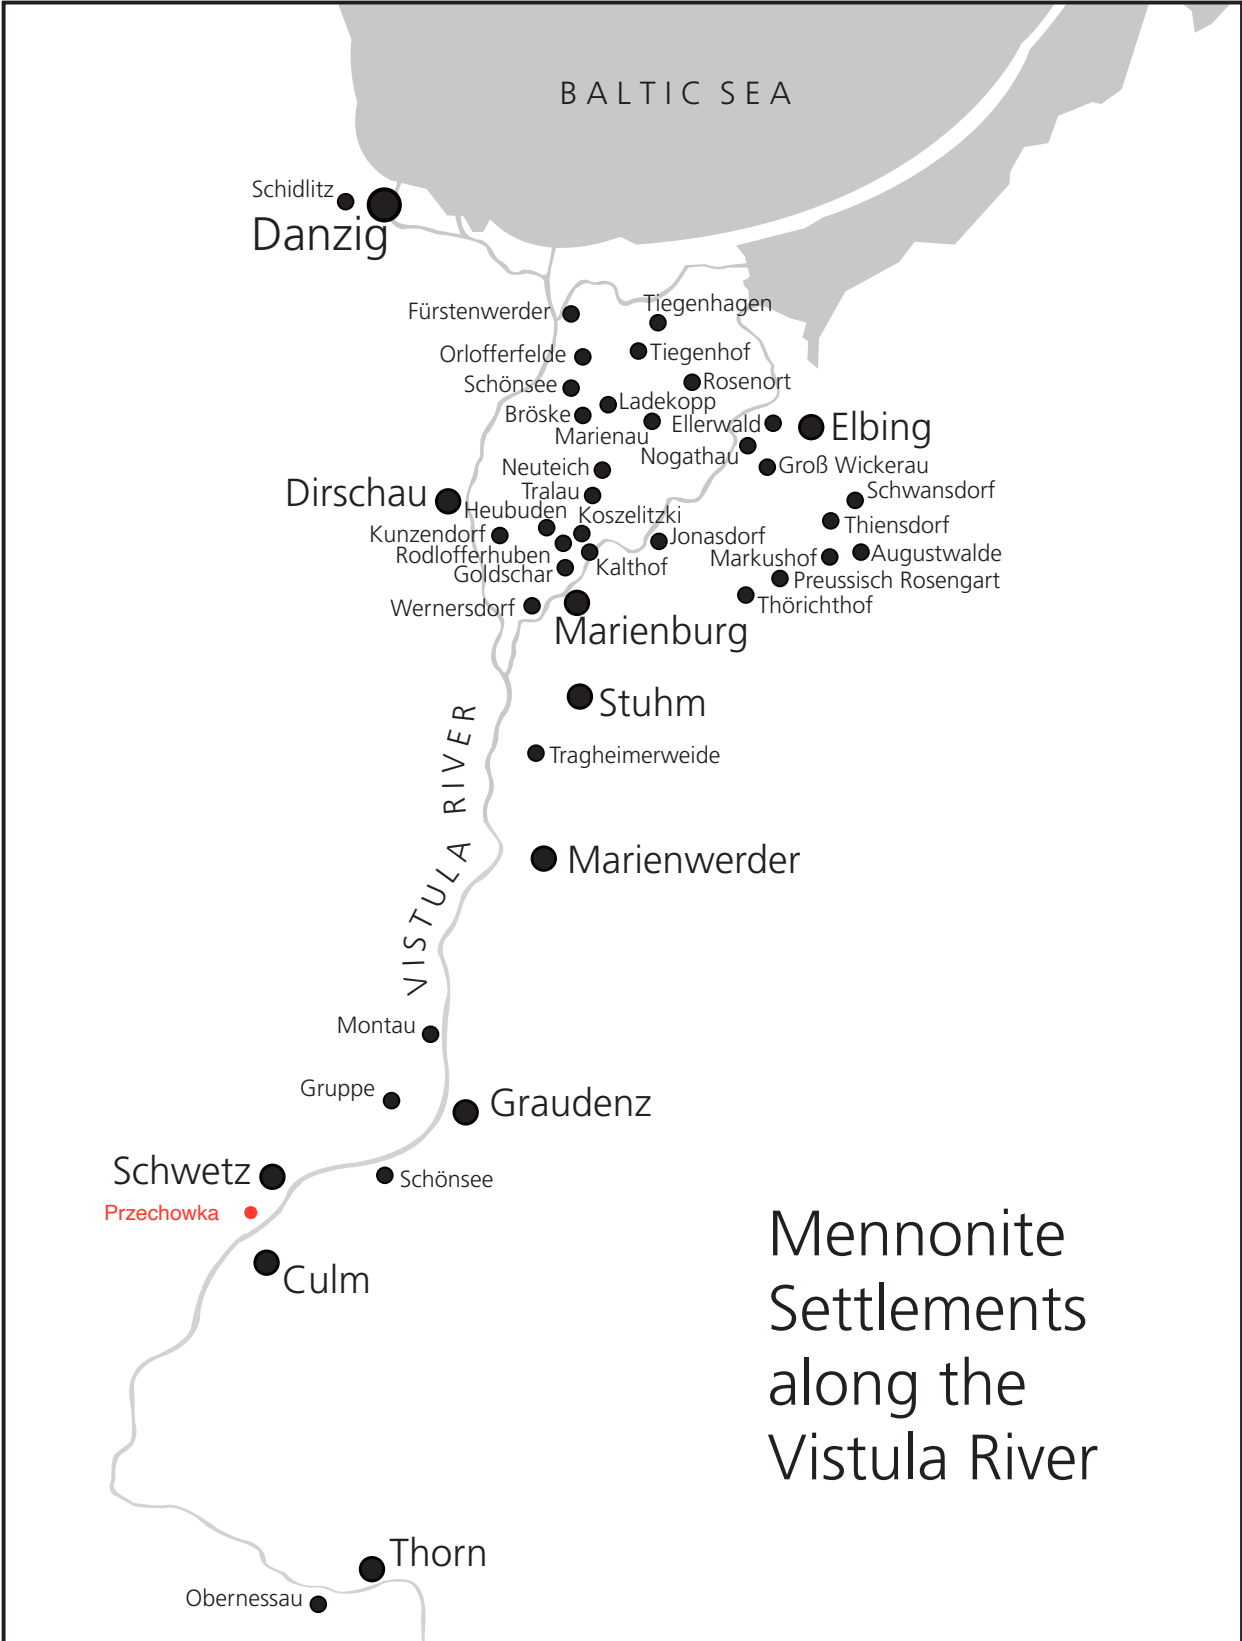 BALTIC SEA
Schidlitz
Danzig
Fürstenwerder
Tiegenhagen
Orlofferfelde
Tiegenhof
Schönsee
Rosenort
Ladekopp
Bröske
Marienau
Ellerwald
Elbing
Nogathau
Groß Wickerau
Neuteich
Dirschau
Tralau
Schwansdorf
Heubuden
Koszelitzki
Thiensdorf
Kunzendorf
Jonasdorf
Rodlofferhuben
Markushof
Augustwalde
Goldschar
Kalthof
Preussisch Rosengart
Wernersdorf
Thörichthof
Marienburg
Stuhm
VISTULA RIVER
Tragheimerweide
Marienwerder
Montau
Gruppe
Graudenz
Schwetz
Schönsee
Przechowka
Culm
Mennonite
Settlements
along the
Vistula River
Thorn
Obernessau